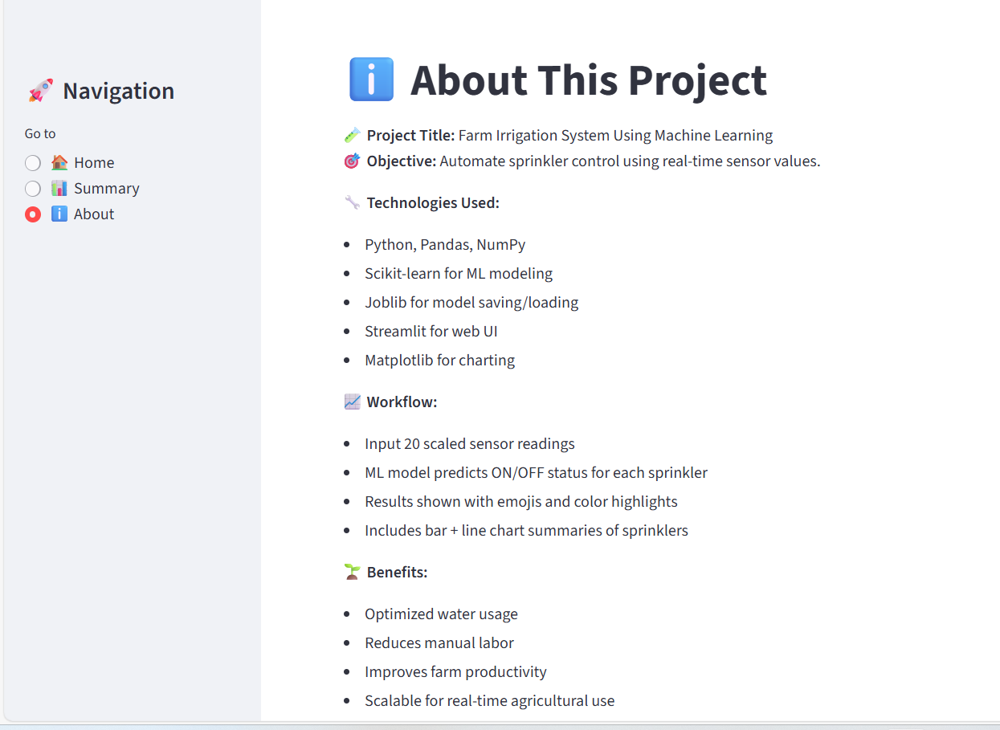 🚀 Navigation
Go to
🏠 Home
📊 Summary
ℹ️ About
ℹ️ About This Project
🧪 Project Title: Farm Irrigation System Using Machine Learning
🎯 Objective: Automate sprinkler control using real-time sensor values.
🔧 Technologies Used:
• Python, Pandas, NumPy
• Scikit-learn for ML modeling
• Joblib for model saving/loading
• Streamlit for web UI
• Matplotlib for charting
📈 Workflow:
• Input 20 scaled sensor readings
• ML model predicts ON/OFF status for each sprinkler
• Results shown with emojis and color highlights
• Includes bar + line chart summaries of sprinklers
🌱 Benefits:
• Optimized water usage
• Reduces manual labor
• Improves farm productivity
• Scalable for real-time agricultural use